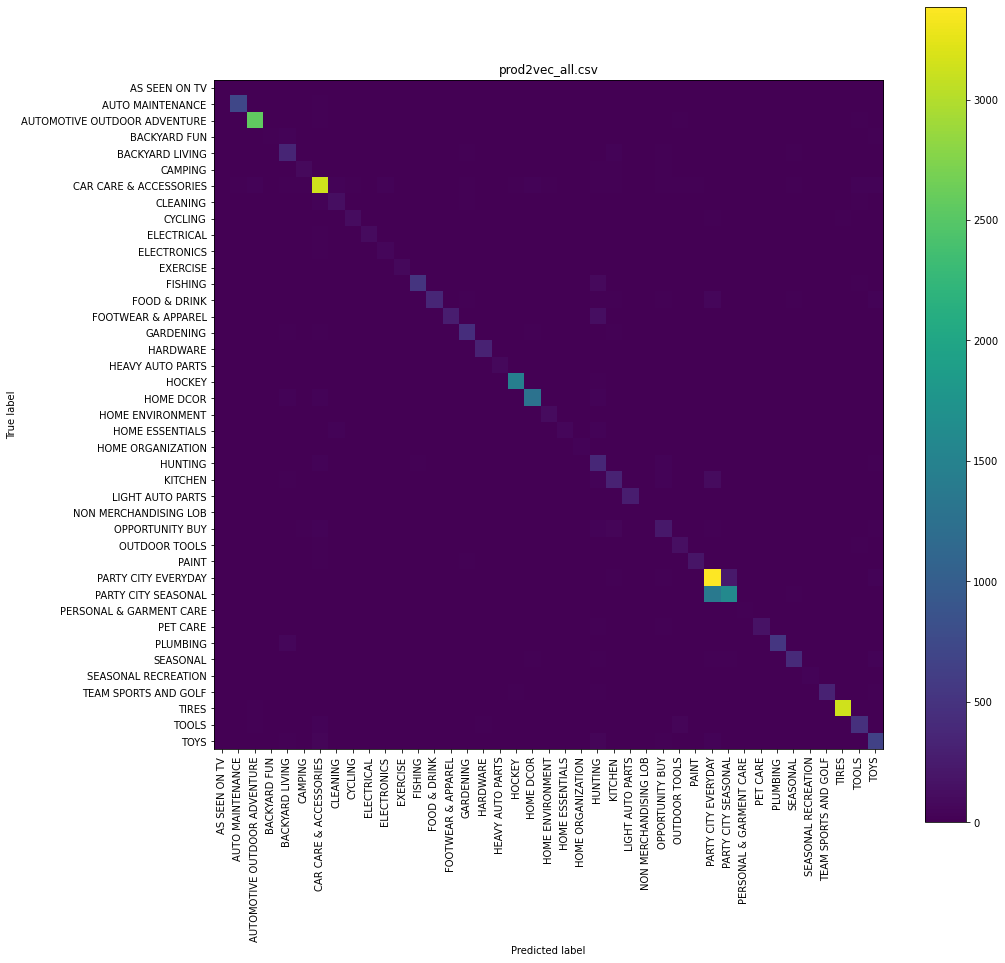 prod2vec_all.csv
True label
AS SEEN ON TV
AUTO MAINTENANCE
AUTOMOTIVE OUTDOOR ADVENTURE
BACKYARD FUN
BACKYARD LIVING
CAMPING
CAR CARE & ACCESSORIES
CLEANING
CYCLING
ELECTRICAL
ELECTRONICS
EXERCISE
FISHING
FOOD & DRINK
FOOTWEAR & APPAREL
GARDENING
HARDWARE
HEAVY AUTO PARTS
HOCKEY
HOME DCOR
HOME ENVIRONMENT
HOME ESSENTIALS
HOME ORGANIZATION
HUNTING
KITCHEN
LIGHT AUTO PARTS
NON MERCHANDISING LOB
OPPORTUNITY BUY
OUTDOOR TOOLS
PAINT
PARTY CITY EVERYDAY
PARTY CITY SEASONAL
PERSONAL & GARMENT CARE
PET CARE
PLUMBING
SEASONAL
SEASONAL RECREATION
TEAM SPORTS AND GOLF
TIRES
TOOLS
TOYS
AS SEEN ON TV
AUTO MAINTENANCE
AUTOMOTIVE OUTDOOR ADVENTURE
BACKYARD FUN
BACKYARD LIVING
CAMPING
CAR CARE & ACCESSORIES
CLEANING
CYCLING
ELECTRICAL
ELECTRONICS
EXERCISE
FISHING
FOOD & DRINK
FOOTWEAR & APPAREL
GARDENING
HARDWARE
HEAVY AUTO PARTS
HOCKEY
HOME DCOR
HOME ENVIRONMENT
HOME ESSENTIALS
HOME ORGANIZATION
HUNTING
KITCHEN
LIGHT AUTO PARTS
NON MERCHANDISING LOB
OPPORTUNITY BUY
OUTDOOR TOOLS
PAINT
PARTY CITY EVERYDAY
PARTY CITY SEASONAL
PERSONAL & GARMENT CARE
PET CARE
PLUMBING
SEASONAL
SEASONAL RECREATION
TEAM SPORTS AND GOLF
TIRES
TOOLS
TOYS
Predicted label
3500
3000
2500
2000
1500
1000
500
0